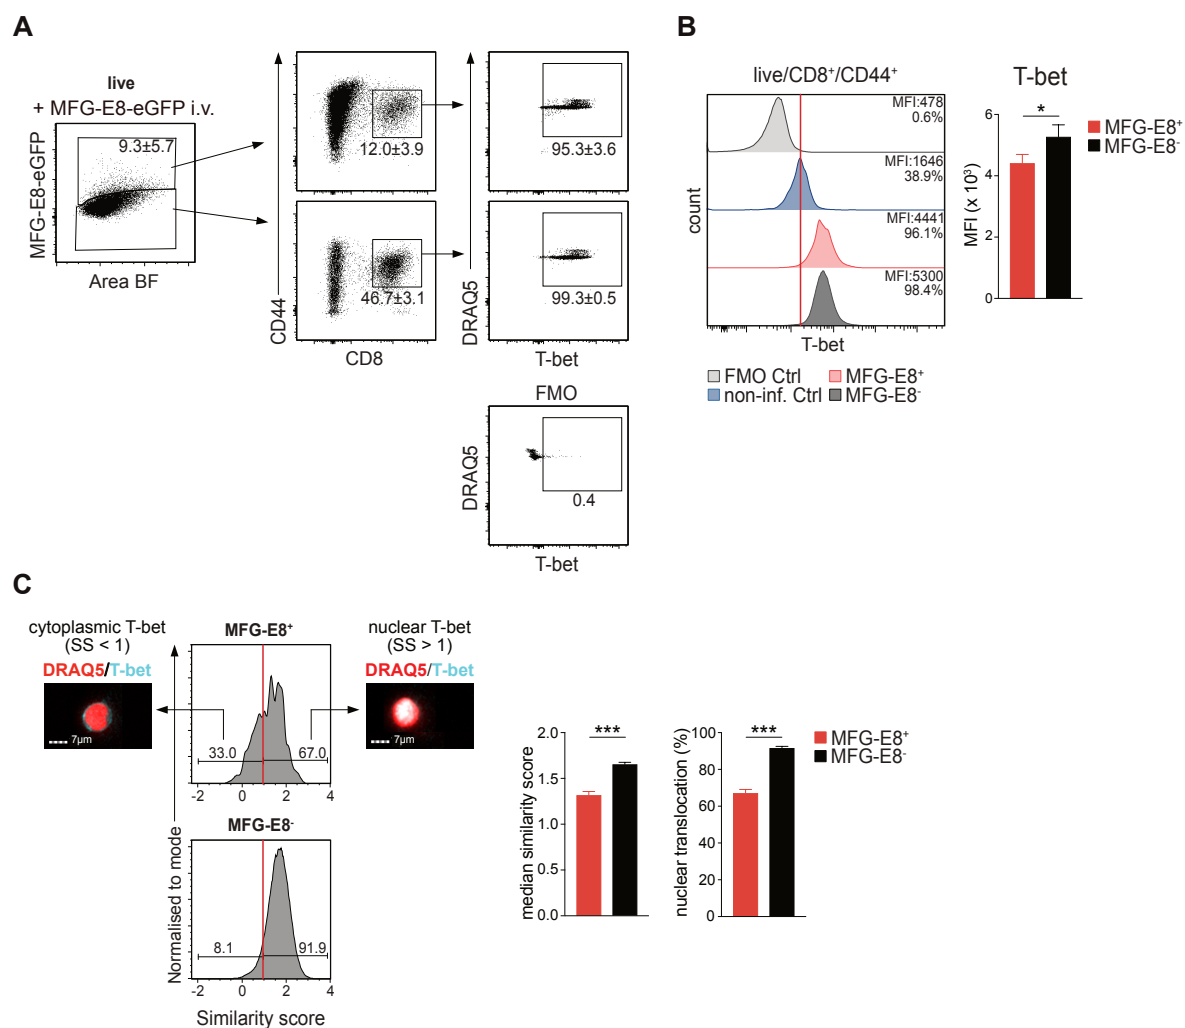 A
live
+ MFG-E8-eGFP i.v.
9.3±5.7
MFG-E8-eGFP
Area BF
12.0±3.9
95.3±3.6
46.7±3.1
99.3±0.5
CD44
CD8
DRAQ5
T-bet
FMO
0.4
DRAQ5
T-bet
B
live/CD8⁺/CD44⁺
MFI:478
0.6%
MFI:1646
38.9%
MFI:4441
96.1%
MFI:5300
98.4%
count
T-bet
FMO Ctrl
MFG-E8⁺
non-inf. Ctrl
MFG-E8⁻
T-bet
*
6
4
2
0
MFI (x 10³)
MFG-E8⁺
MFG-E8⁻
C
cytoplasmic T-bet
(SS < 1)
DRAQ5/T-bet
7µm
MFG-E8⁺
33.0
67.0
-2 0 2 4
nuclear T-bet
(SS > 1)
DRAQ5/T-bet
7µm
MFG-E8⁻
8.1
91.9
-2 0 2 4
Normalised to mode
Similarity score
***
2.0
1.5
1.0
0.5
0.0
median similarity score
***
100
80
60
40
20
0
nuclear translocation (%)
MFG-E8⁺
MFG-E8⁻